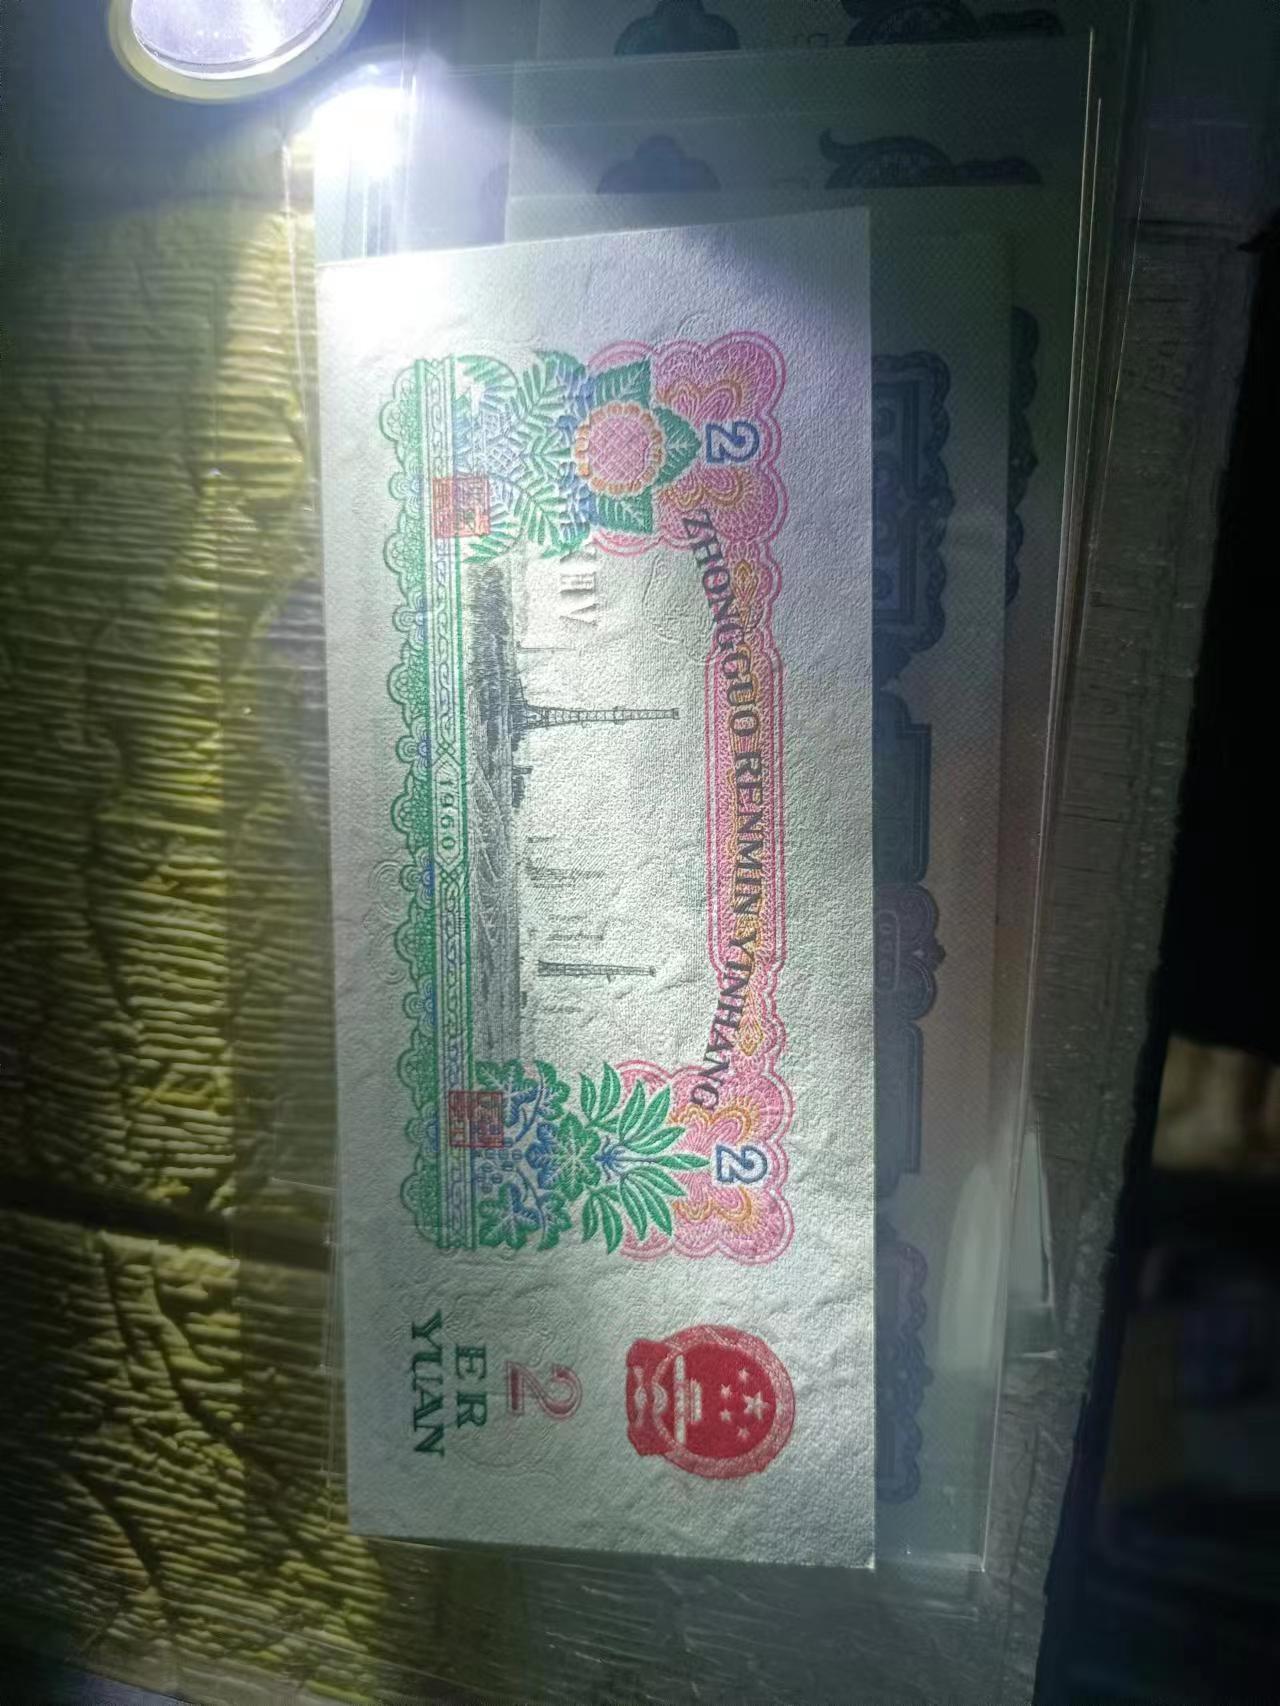 ZHONGGUO RENMIN YINHANG
2
2
2
ER
YUAN
1960